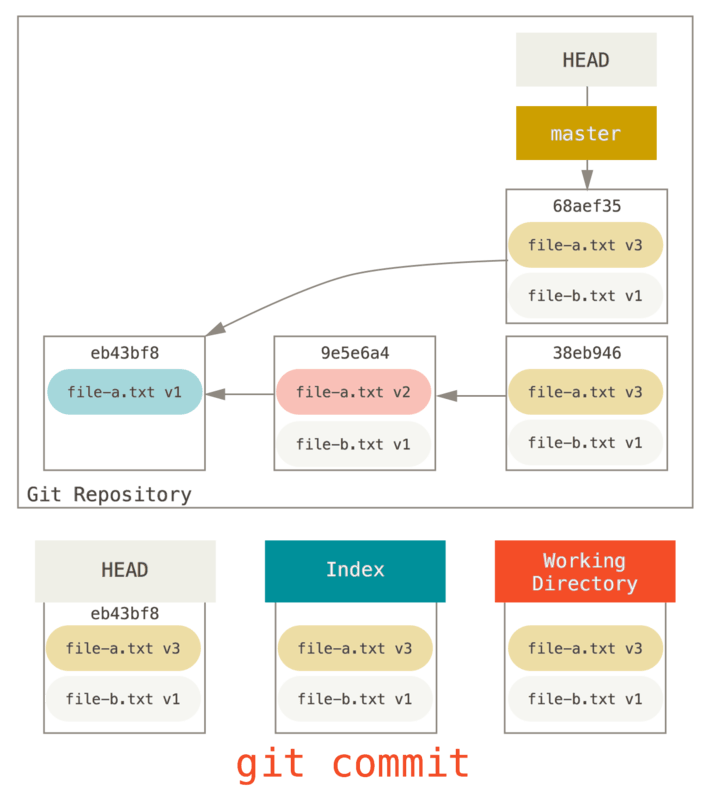 HEAD
master
68aef35
file-a.txt v3
file-b.txt v1
eb43bf8
file-a.txt v1
9e5e6a4
file-a.txt v2
file-b.txt v1
38eb946
file-a.txt v3
file-b.txt v1
Git Repository
HEAD
eb43bf8
file-a.txt v3
file-b.txt v1
Index
file-a.txt v3
file-b.txt v1
Working
Directory
file-a.txt v3
file-b.txt v1
git commit